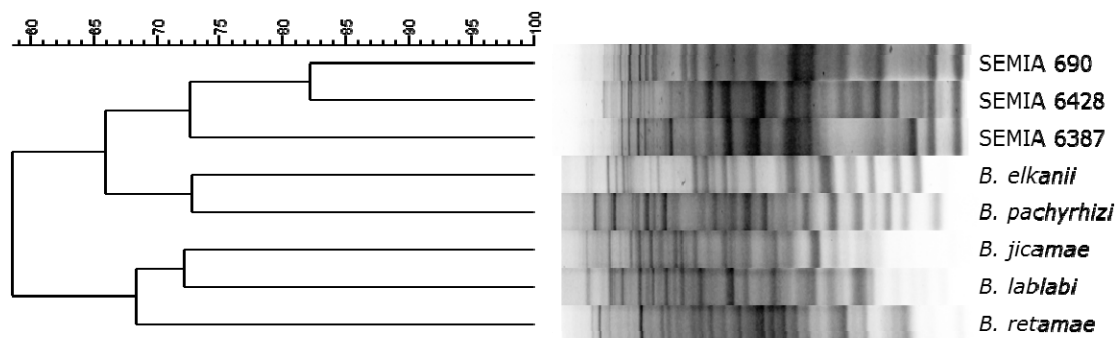 60 65 70 75 80 85 90 95 100
SEMIA 690
SEMIA 6428
SEMIA 6387
B. elkanii
B. pachyrhizi
B. jicamae
B. lablabi
B. retamae